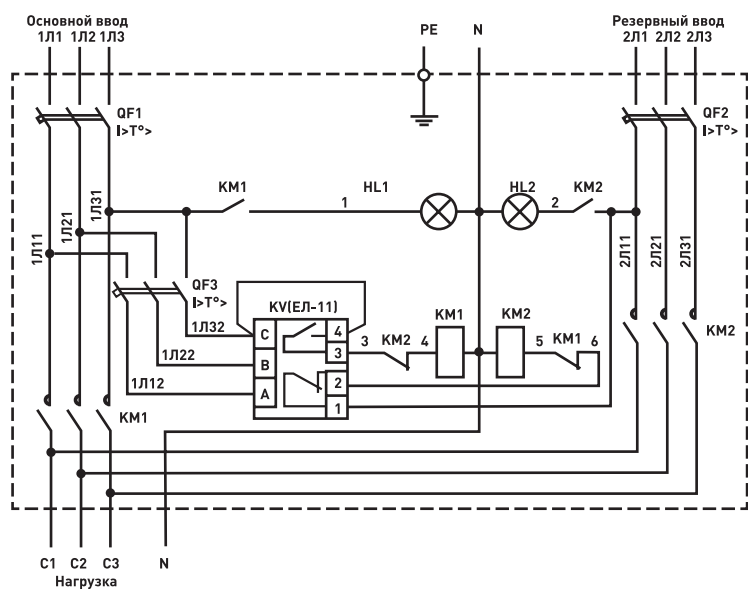 Основной ввод
1Л1 1Л2 1Л3
PE
N
Резервный ввод
2Л1 2Л2 2Л3
QF1
I>T°>
QF2
I>T°>
KM1
1
HL1
HL2
2
KM2
1Л11
1Л21
1Л31
2Л11
2Л21
2Л31
QF3
I>T°>
KV(ЕЛ-11)
1Л32
C
4
3
KM2
4
KM1
KM2
5
KM1
6
KM2
3
1Л22
B
2
1Л12
A
1
KM1
C1 C2 C3 N
Нагрузка